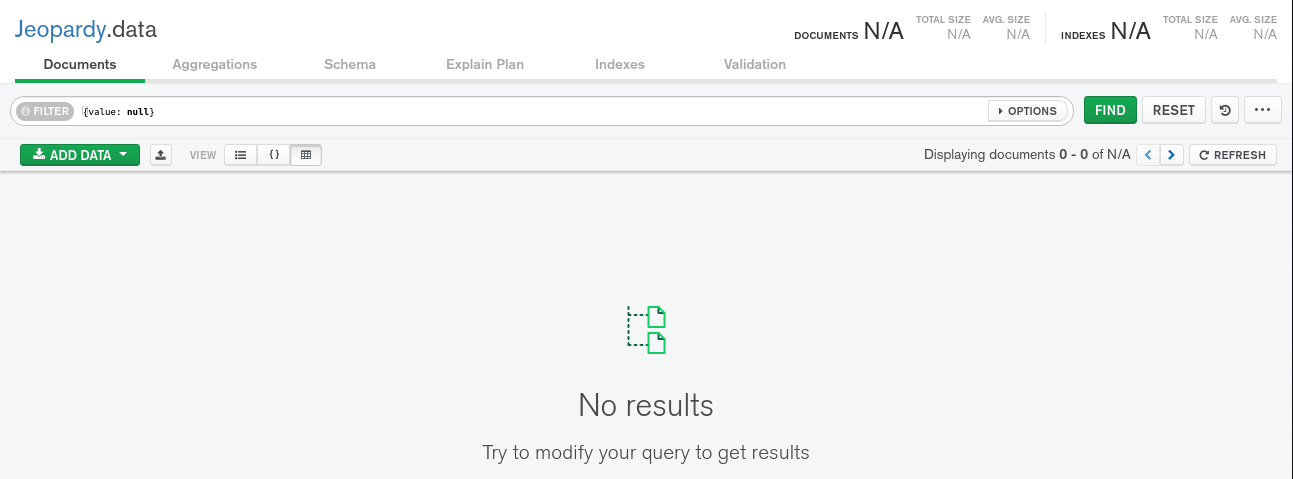 Jeopardy.data
DOCUMENTS N/A TOTAL SIZE N/A AVG. SIZE N/A INDEXES N/A TOTAL SIZE N/A AVG. SIZE N/A
Documents Aggregations Schema Explain Plan Indexes Validation
FILTER {value: null} OPTIONS FIND RESET
ADD DATA VIEW {} Displaying documents 0 - 0 of N/A < > REFRESH
No results
Try to modify your query to get results